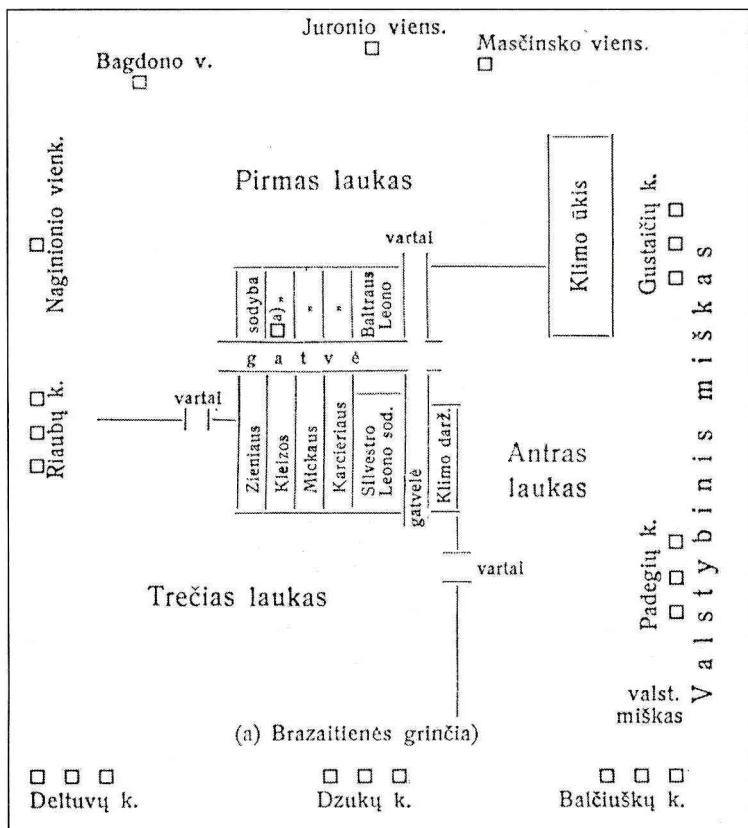 Juronio viens.
Masčinsko viens.
Bagdono v.
Naginionio vienk.
Pirmas laukas
Klimo ūkis
Gustaičių k.
Valstybinis miškas
vartai
sodyba
a) „
„
„
Baltraus
Leono
gatvė
vartai
Riaubų k.
Zieniaus
Kleizos
Mickaus
Karcieriaus
Silvestro
Leono sod.
gatvelė
Klimo darž.
Antras
laukas
vartai
Padegių k.
Trečias laukas
valst.
miškas
(a) Brazaitienės grinčia)
Deltuvų k.
Dzukų k.
Balčiuškų k.